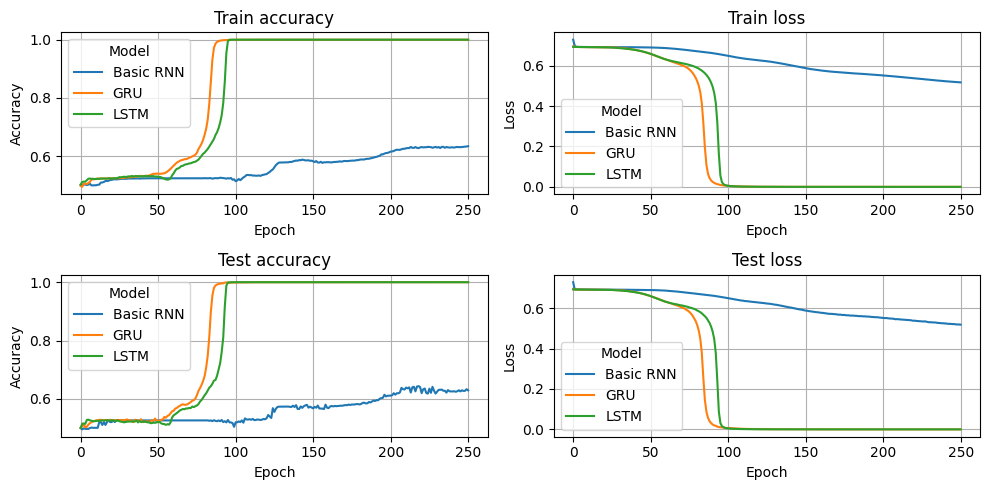 Train accuracy
Accuracy
1.0
0.8
0.6
Model
Basic RNN
GRU
LSTM
0 50 100 150 200 250
Epoch
Train loss
Loss
0.6
0.4
0.2
0.0
Model
Basic RNN
GRU
LSTM
0 50 100 150 200 250
Epoch
Test accuracy
Accuracy
1.0
0.8
0.6
Model
Basic RNN
GRU
LSTM
0 50 100 150 200 250
Epoch
Test loss
Loss
0.6
0.4
0.2
0.0
Model
Basic RNN
GRU
LSTM
0 50 100 150 200 250
Epoch